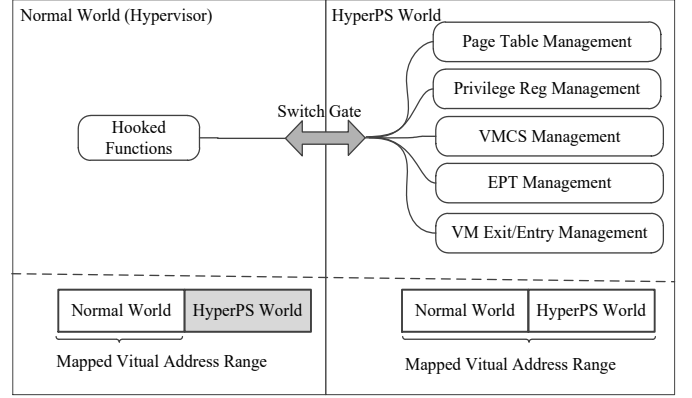 Normal World (Hypervisor)
HyperPS World
Page Table Management
Privilege Reg Management
Switch Gate
Hooked
Functions
VMCS Management
EPT Management
VM Exit/Entry Management
Normal World
HyperPS World
Normal World
HyperPS World
Mapped Vitual Address Range
Mapped Vitual Address Range